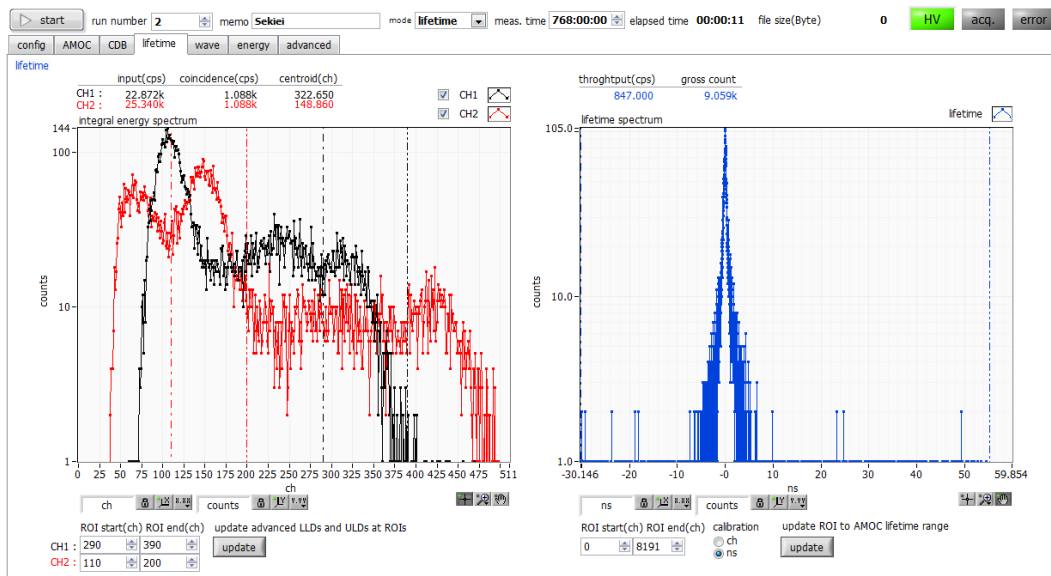 start run number 2 memo Sekiei mode lifetime meas. time 768:00:00 elapsed time 00:00:11 file size(Byte) 0 HV acq. error
config AMOC CDB lifetime wave energy advanced
lifetime
input(cps) coincidence(cps) centroid(ch)
CH1 : 22.872k 1.088k 322.650
CH2 : 25.340k 1.088k 148.860
CH1
CH2
integral energy spectrum
144
100
10
1
counts
0 25 50 75 100 125 150 175 200 225 250 275 300 325 350 375 400 425 450 475 511
ch
ch counts
ROI start(ch) ROI end(ch) update advanced LLDs and ULDs at ROIs
CH1 : 290 390 update
CH2 : 110 200
throghtput(cps) gross count
847.000 9.059k
lifetime
lifetime spectrum
105.0
10.0
1.0
counts
-30.146 -20 -10 -0 10 20 30 40 50 59.854
ns
ns counts
ROI start(ch) ROI end(ch) calibration update ROI to AMOC lifetime range
0 8191 ch
ns update